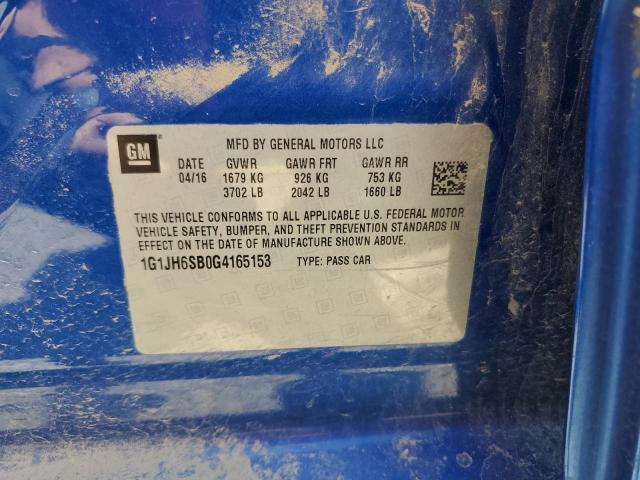 GM
MFD BY GENERAL MOTORS LLC
DATE GVWR GAWR FRT GAWR RR
04/16 1679 KG 926 KG 753 KG
3702 LB 2042 LB 1660 LB
THIS VEHICLE CONFORMS TO ALL APPLICABLE U.S. FEDERAL MOTOR
VEHICLE SAFETY, BUMPER, AND THEFT PREVENTION STANDARDS IN
EFFECT ON THE DATE OF MANUFACTURE SHOWN ABOVE.
1G1JH6SB0G4165153 TYPE: PASS CAR